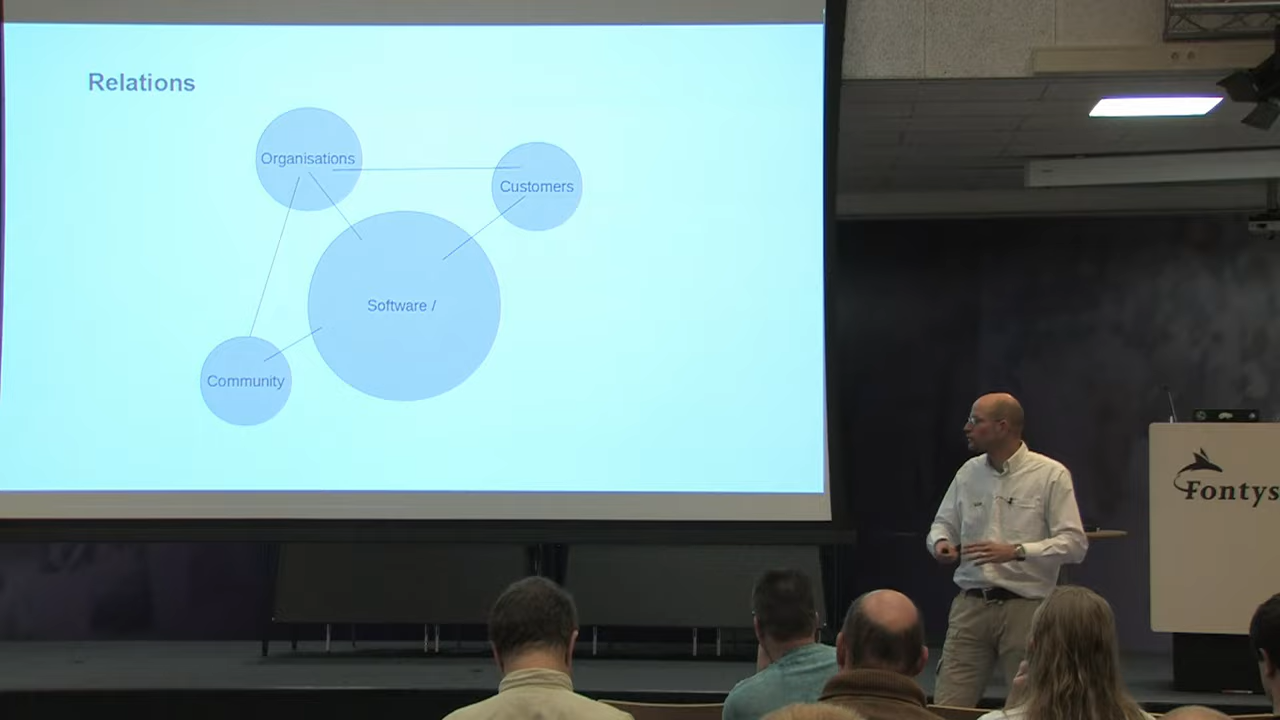 Relations
Organisations
Customers
Software /
Community
Fontys